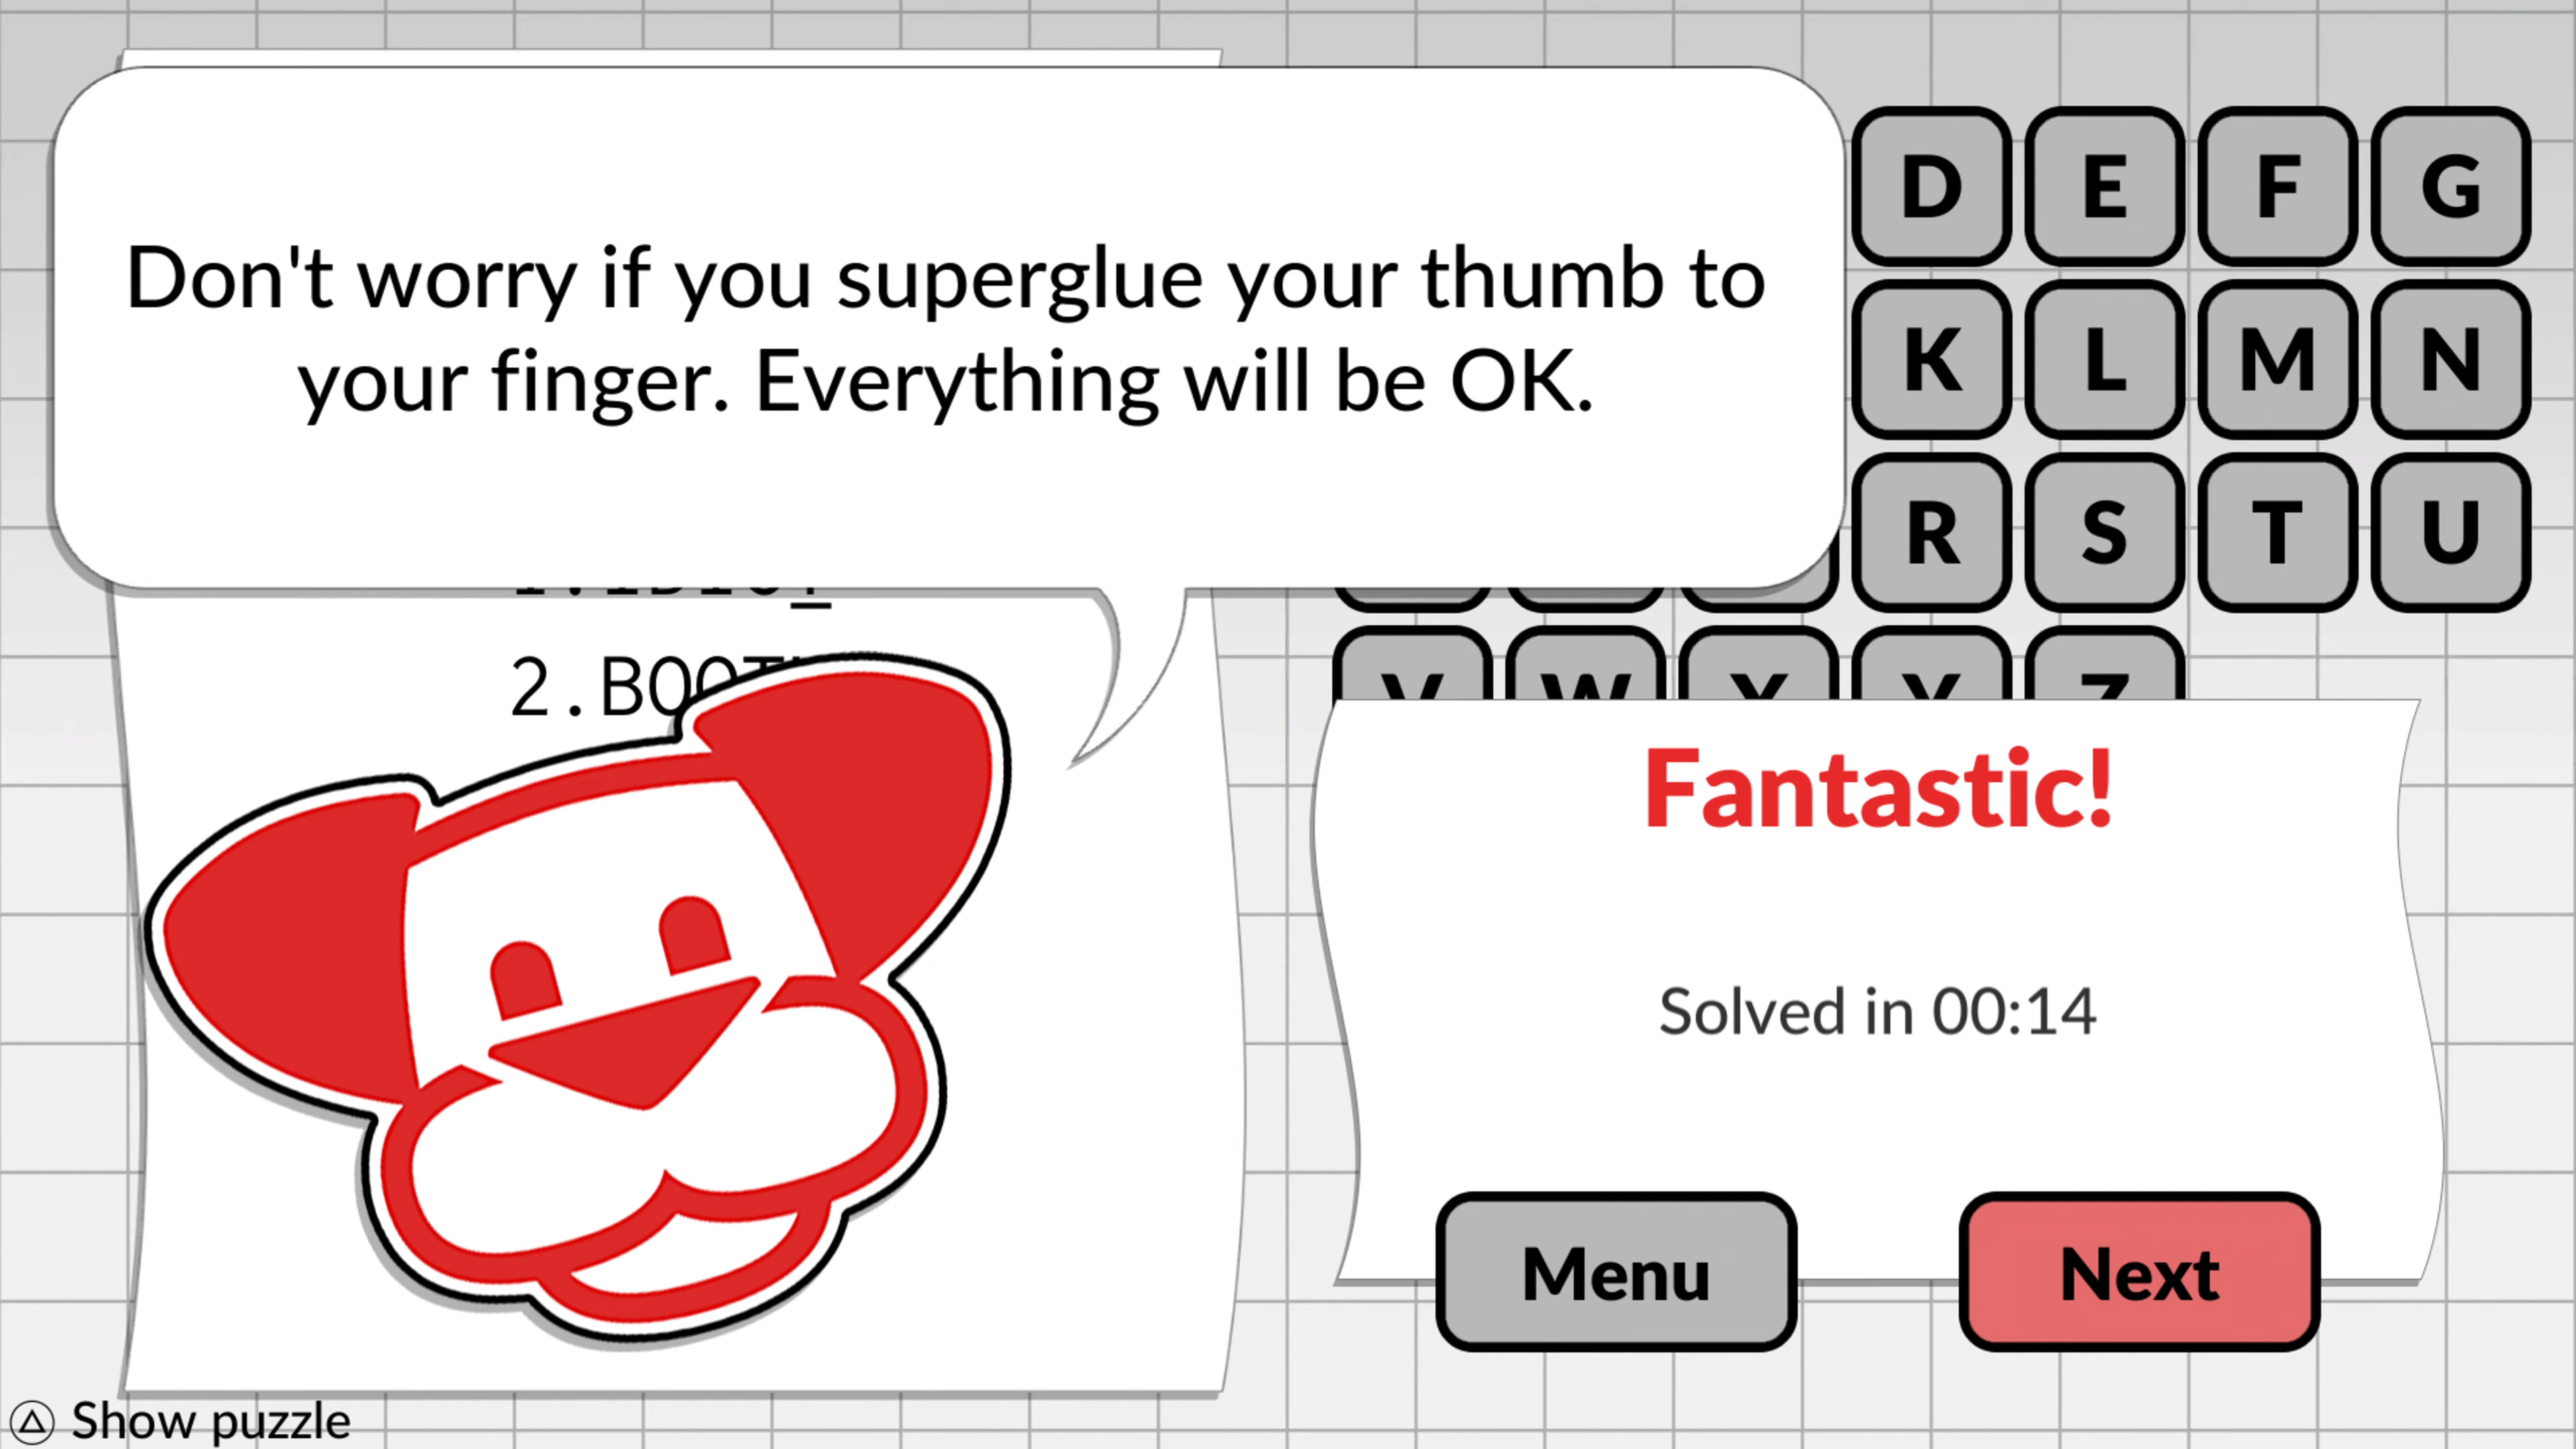 Don't worry if you superglue your thumb to
your finger. Everything will be OK.
D E F G
K L M N
R S T U
2.
V W X Y Z
Fantastic!
Solved in 00:14
Menu Next
Show puzzle